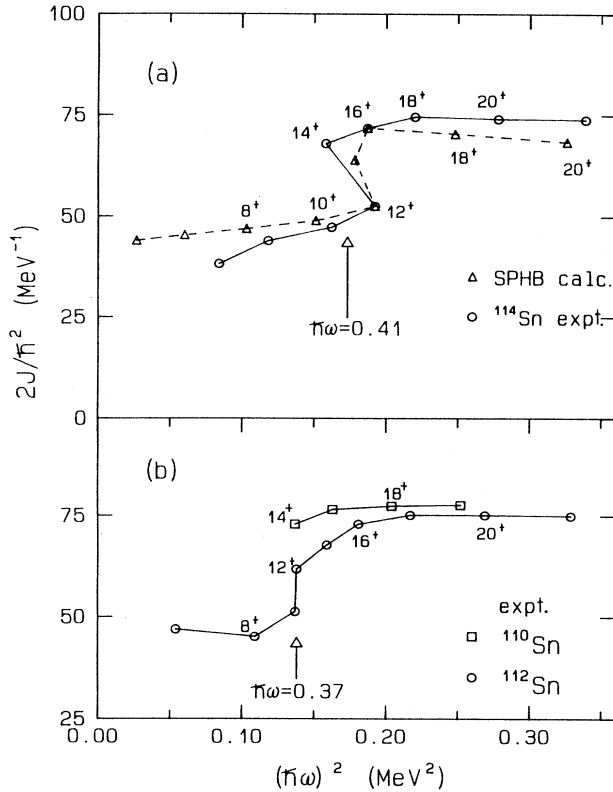 100
(a)
16⁺
18⁺
20⁺
14⁺
75
18⁺
20⁺
8⁺
10⁺
12⁺
50
△ SPHB calc.
25
ħω=0.41
○ ¹¹⁴Sn expt.
0
2J/ħ² (MeV⁻¹)
(b)
14⁺
18⁺
75
16⁺
20⁺
12⁺
8⁺
50
expt.
□ ¹¹⁰Sn
ħω=0.37
○ ¹¹²Sn
25
0.00 0.10 0.20 0.30
(ħω)² (MeV²)